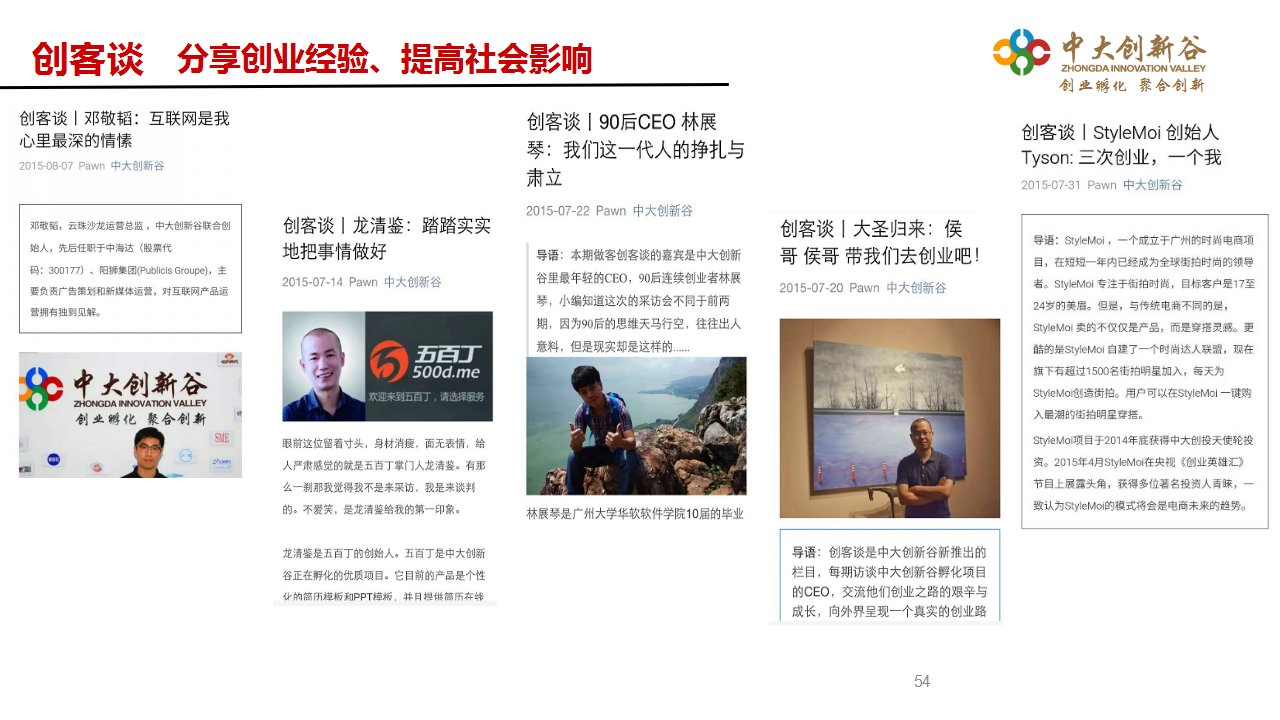 创客谈 分享创业经验、提高社会影响
中大创新谷
ZHONGDA INNOVATION VALLEY
创业孵化 聚合创新
创客谈丨邓敬韬：互联网是我
心里最深的情愫
2015-08-07 Pawn 中大创新谷
邓敬韬，云珠沙龙运营总监，中大创新谷联合创
始人，先后任职于中海达（股票代
码：300177）、阳狮集团(Publicis Groupe)，主
要负责广告策划和新媒体运营，对互联网产品运
营拥有独到见解。
中大创新谷
ZHONGDA INNOVATION VALLEY
创业孵化 聚合创新
SME
创客谈丨龙清鉴：踏踏实实
地把事情做好
2015-07-14 Pawn 中大创新谷
五百丁
500d.me
欢迎来到五百丁，请选择服务
眼前这位留着寸头，身材消瘦，面无表情，给
人严肃感觉的就是五百丁掌门人龙清鉴。有那
么一刹那我觉得我不是来采访，我是来谈判
的。不爱笑，是龙清鉴给我的第一印象。
龙清鉴是五百丁的创始人。五百丁是中大创新
谷正在孵化的优质项目。它目前的产品是个性
化的简历模板和PPT模板，并且提供简历在线
创客谈丨90后CEO 林展
琴：我们这一代人的挣扎与
肃立
2015-07-22 Pawn 中大创新谷
导语：本期做客创客谈的嘉宾是中大创新
谷里最年轻的CEO，90后连续创业者林展
琴，小编知道这次的采访会不同于前两
期，因为90后的思维天马行空，往往出人
意料，但是现实却是这样的......
林展琴是广州大学华软软件学院10届的毕业
创客谈丨大圣归来：侯
哥 侯哥 带我们去创业吧！
2015-07-20 Pawn 中大创新谷
导语：创客谈是中大创新谷新推出的
栏目，每期访谈中大创新谷孵化项目
的CEO，交流他们创业之路的艰辛与
成长，向外界呈现一个真实的创业路
创客谈丨StyleMoi 创始人
Tyson: 三次创业，一个我
2015-07-31 Pawn 中大创新谷
导语：StyleMoi ，一个成立于广州的时尚电商项
目，在短短一年内已经成为全球街拍时尚的领导
者。StyleMoi 专注于街拍时尚，目标客户是17至
24岁的美眉。但是，与传统电商不同的是，
StyleMoi 卖的不仅仅是产品，而是穿搭灵感。更
酷的是StyleMoi 自建了一个时尚达人联盟，现在
旗下有超过1500名街拍明星加入，每天为
StyleMoi创造街拍。用户可以在StyleMoi 一键购
入最潮的街拍明星穿搭。
StyleMoi项目于2014年底获得中大创投天使轮投
资。2015年4月StyleMoi在央视《创业英雄汇》
节目上展露头角，获得多位著名投资人青睐，一
致认为StyleMoi的模式将会是电商未来的趋势。
54